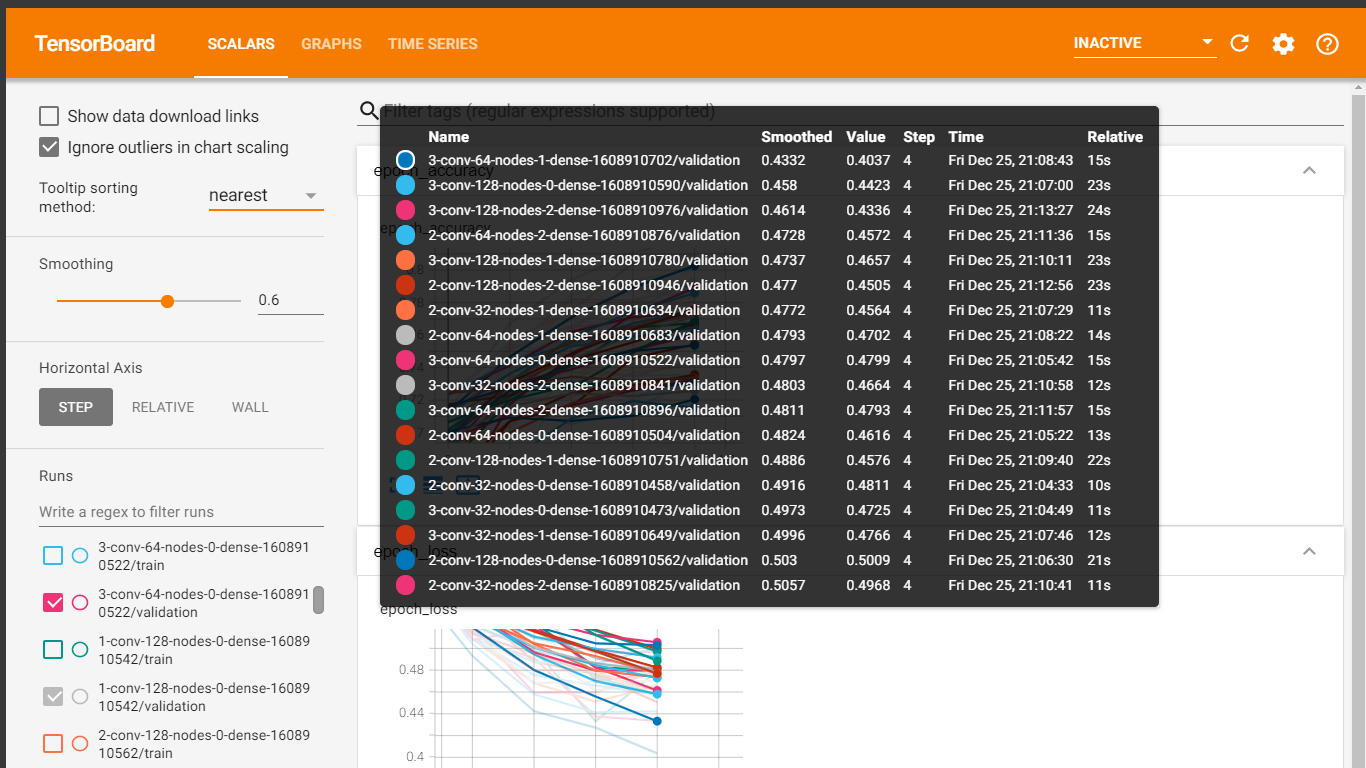 TensorBoard SCALARS GRAPHS TIME SERIES INACTIVE
Show data download links
Ignore outliers in chart scaling
Tooltip sorting
method:
nearest
Smoothing
0.6
Horizontal Axis
STEP RELATIVE WALL
Runs
Write a regex to filter runs
3-conv-64-nodes-0-dense-160891
0522/train
3-conv-64-nodes-0-dense-160891
0522/validation
1-conv-128-nodes-0-dense-16089
10542/train
1-conv-128-nodes-0-dense-16089
10542/validation
2-conv-128-nodes-0-dense-16089
10562/train
Filter tags (regular expressions supported)
epoch_accuracy
epoch_accuracy
Name Smoothed Value Step Time Relative
3-conv-64-nodes-1-dense-1608910702/validation 0.4332 0.4037 4 Fri Dec 25, 21:08:43 15s
3-conv-128-nodes-0-dense-1608910590/validation 0.458 0.4423 4 Fri Dec 25, 21:07:00 23s
3-conv-128-nodes-2-dense-1608910976/validation 0.4614 0.4336 4 Fri Dec 25, 21:13:27 24s
2-conv-64-nodes-2-dense-1608910876/validation 0.4728 0.4572 4 Fri Dec 25, 21:11:36 15s
3-conv-128-nodes-1-dense-1608910780/validation 0.4737 0.4657 4 Fri Dec 25, 21:10:11 23s
2-conv-128-nodes-2-dense-1608910946/validation 0.477 0.4505 4 Fri Dec 25, 21:12:56 23s
2-conv-32-nodes-1-dense-1608910634/validation 0.4772 0.4564 4 Fri Dec 25, 21:07:29 11s
2-conv-64-nodes-1-dense-1608910683/validation 0.4793 0.4702 4 Fri Dec 25, 21:08:22 14s
3-conv-64-nodes-0-dense-1608910522/validation 0.4797 0.4799 4 Fri Dec 25, 21:05:42 15s
3-conv-32-nodes-2-dense-1608910841/validation 0.4803 0.4664 4 Fri Dec 25, 21:10:58 12s
3-conv-64-nodes-2-dense-1608910896/validation 0.4811 0.4793 4 Fri Dec 25, 21:11:57 15s
2-conv-64-nodes-0-dense-1608910504/validation 0.4824 0.4616 4 Fri Dec 25, 21:05:22 13s
2-conv-128-nodes-1-dense-1608910751/validation 0.4886 0.4576 4 Fri Dec 25, 21:09:40 22s
2-conv-32-nodes-0-dense-1608910458/validation 0.4916 0.4811 4 Fri Dec 25, 21:04:33 10s
3-conv-32-nodes-0-dense-1608910473/validation 0.4973 0.4725 4 Fri Dec 25, 21:04:49 11s
3-conv-32-nodes-1-dense-1608910649/validation 0.4996 0.4766 4 Fri Dec 25, 21:07:46 12s
2-conv-128-nodes-0-dense-1608910562/validation 0.503 0.5009 4 Fri Dec 25, 21:06:30 21s
2-conv-32-nodes-2-dense-1608910825/validation 0.5057 0.4968 4 Fri Dec 25, 21:10:41 11s
epoch_loss
epoch_loss
0.48
0.44
0.4